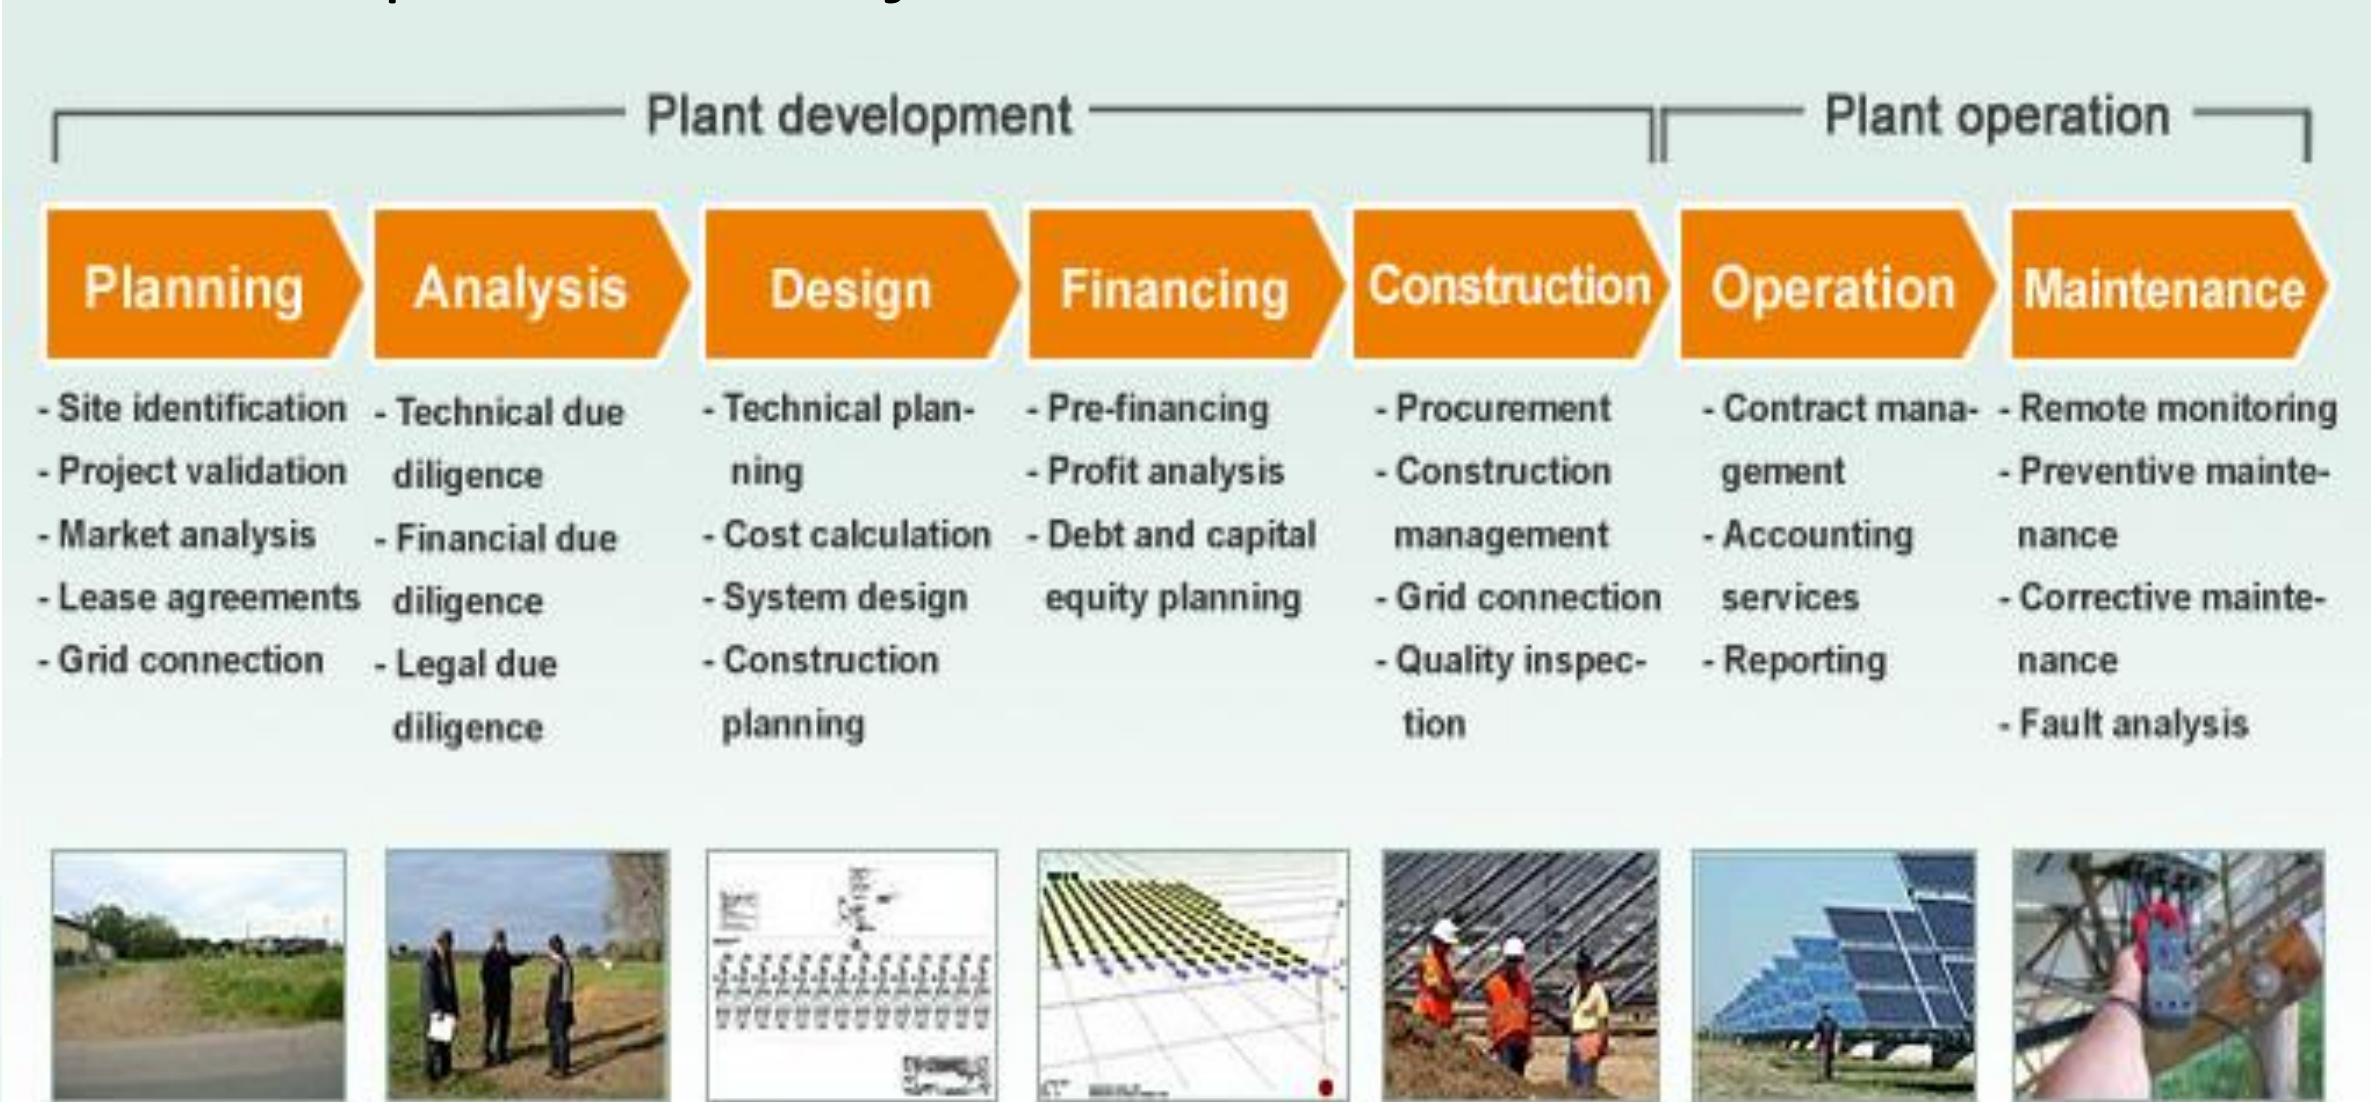 Plant development
Plant operation
Planning
Analysis
Design
Financing
Construction
Operation
Maintenance
- Site identification
- Project validation
- Market analysis
- Lease agreements
- Grid connection
- Technical due
diligence
- Financial due
diligence
- Legal due
diligence
- Technical plan-
ning
- Cost calculation
- System design
- Construction
planning
- Pre-financing
- Profit analysis
- Debt and capital
equity planning
- Procurement
- Construction
management
- Grid connection
- Quality inspec-
tion
- Contract mana-
gement
- Accounting
services
- Reporting
- Remote monitoring
- Preventive mainte-
nance
- Corrective mainte-
nance
- Fault analysis